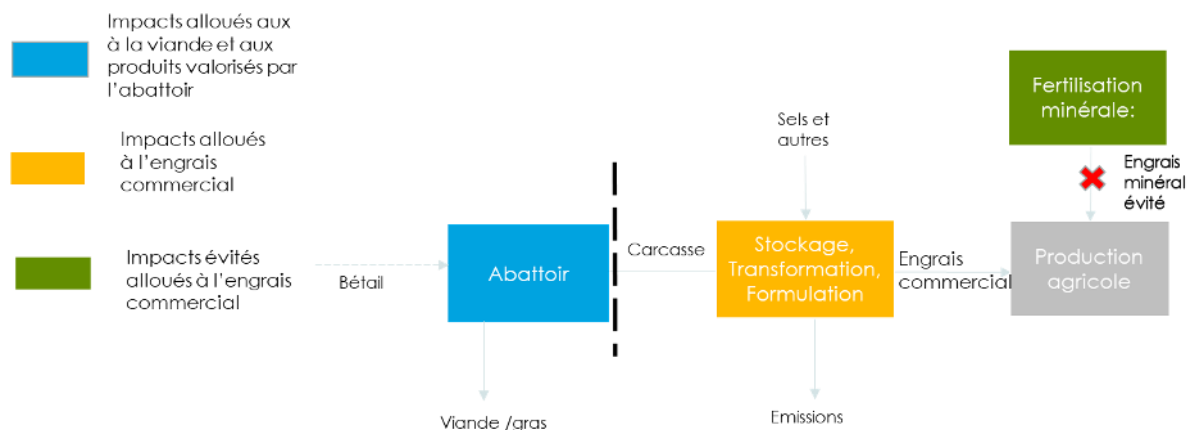 Impacts alloués aux
à la viande et aux
produits valorisés par
l'abattoir
Impacts alloués
à l'engrais
commercial
Impacts évités
alloués à l'engrais
commercial
Bétail
Abattoir
Viande /gras
Carcasse
Sels et
autres
Stockage,
Transformation,
Formulation
Emissions
Engrais
commercial
Fertilisation
minérale:
Engrais
minéral
évité
Production
agricole